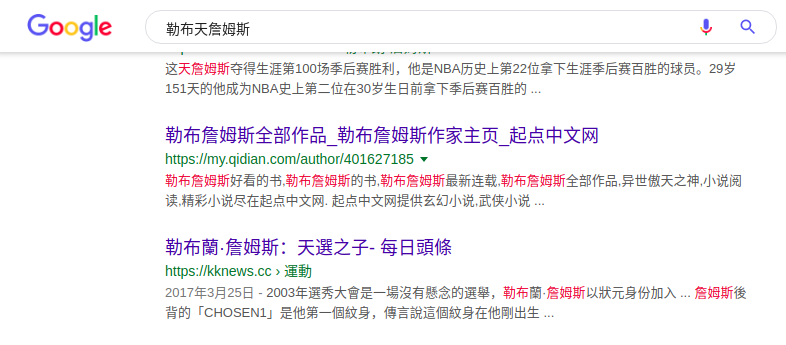 Google
勒布天詹姆斯
这天詹姆斯夺得生涯第100场季后赛胜利，他是NBA历史上第22位拿下生涯季后赛百胜的球员。29岁
151天的他成为NBA史上第二位在30岁生日前拿下季后赛百胜的 ...
勒布詹姆斯全部作品_勒布詹姆斯作家主页_起点中文网
https://my.qidian.com/author/401627185
勒布詹姆斯好看的书,勒布詹姆斯的书,勒布詹姆斯最新连载,勒布詹姆斯全部作品,异世傲天之神,小说阅
读,精彩小说尽在起点中文网. 起点中文网提供玄幻小说,武侠小说 ...
勒布蘭·詹姆斯：天選之子- 每日頭條
https://kknews.cc › 運動
2017年3月25日 - 2003年選秀大會是一場沒有懸念的選舉，勒布蘭·詹姆斯以狀元身份加入 ... 詹姆斯後
背的「CHOSEN1」是他第一個紋身，傳言說這個紋身在他剛出生 ...